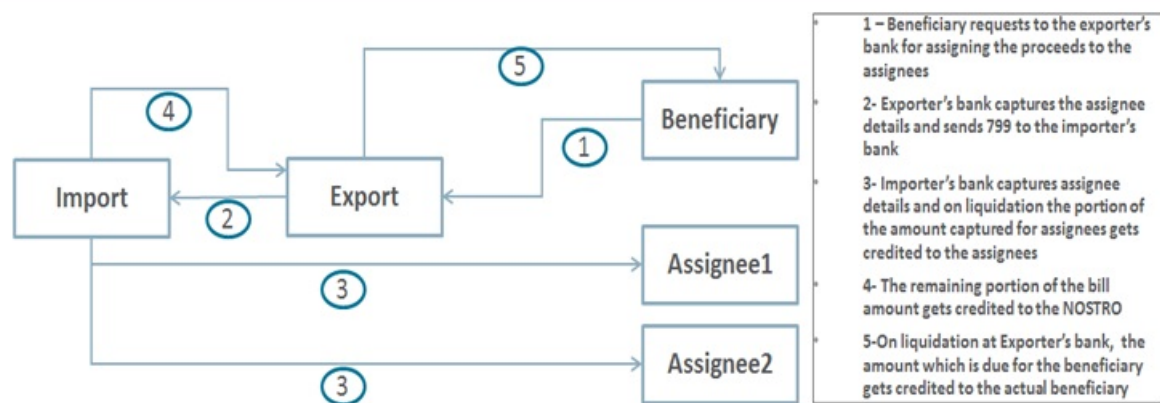 5
4
Beneficiary
1
Import
Export
2
Assignee1
3
Assignee2
3
1 – Beneficiary requests to the exporter's
bank for assigning the proceeds to the
assignees
2- Exporter's bank captures the assignee
details and sends 799 to the importer's
bank
3- Importer's bank captures assignee
details and on liquidation the portion of
the amount captured for assignees gets
credited to the assignees
4- The remaining portion of the bill
amount gets credited to the NOSTRO
5-On liquidation at Exporter's bank, the
amount which is due for the beneficiary
gets credited to the actual beneficiary